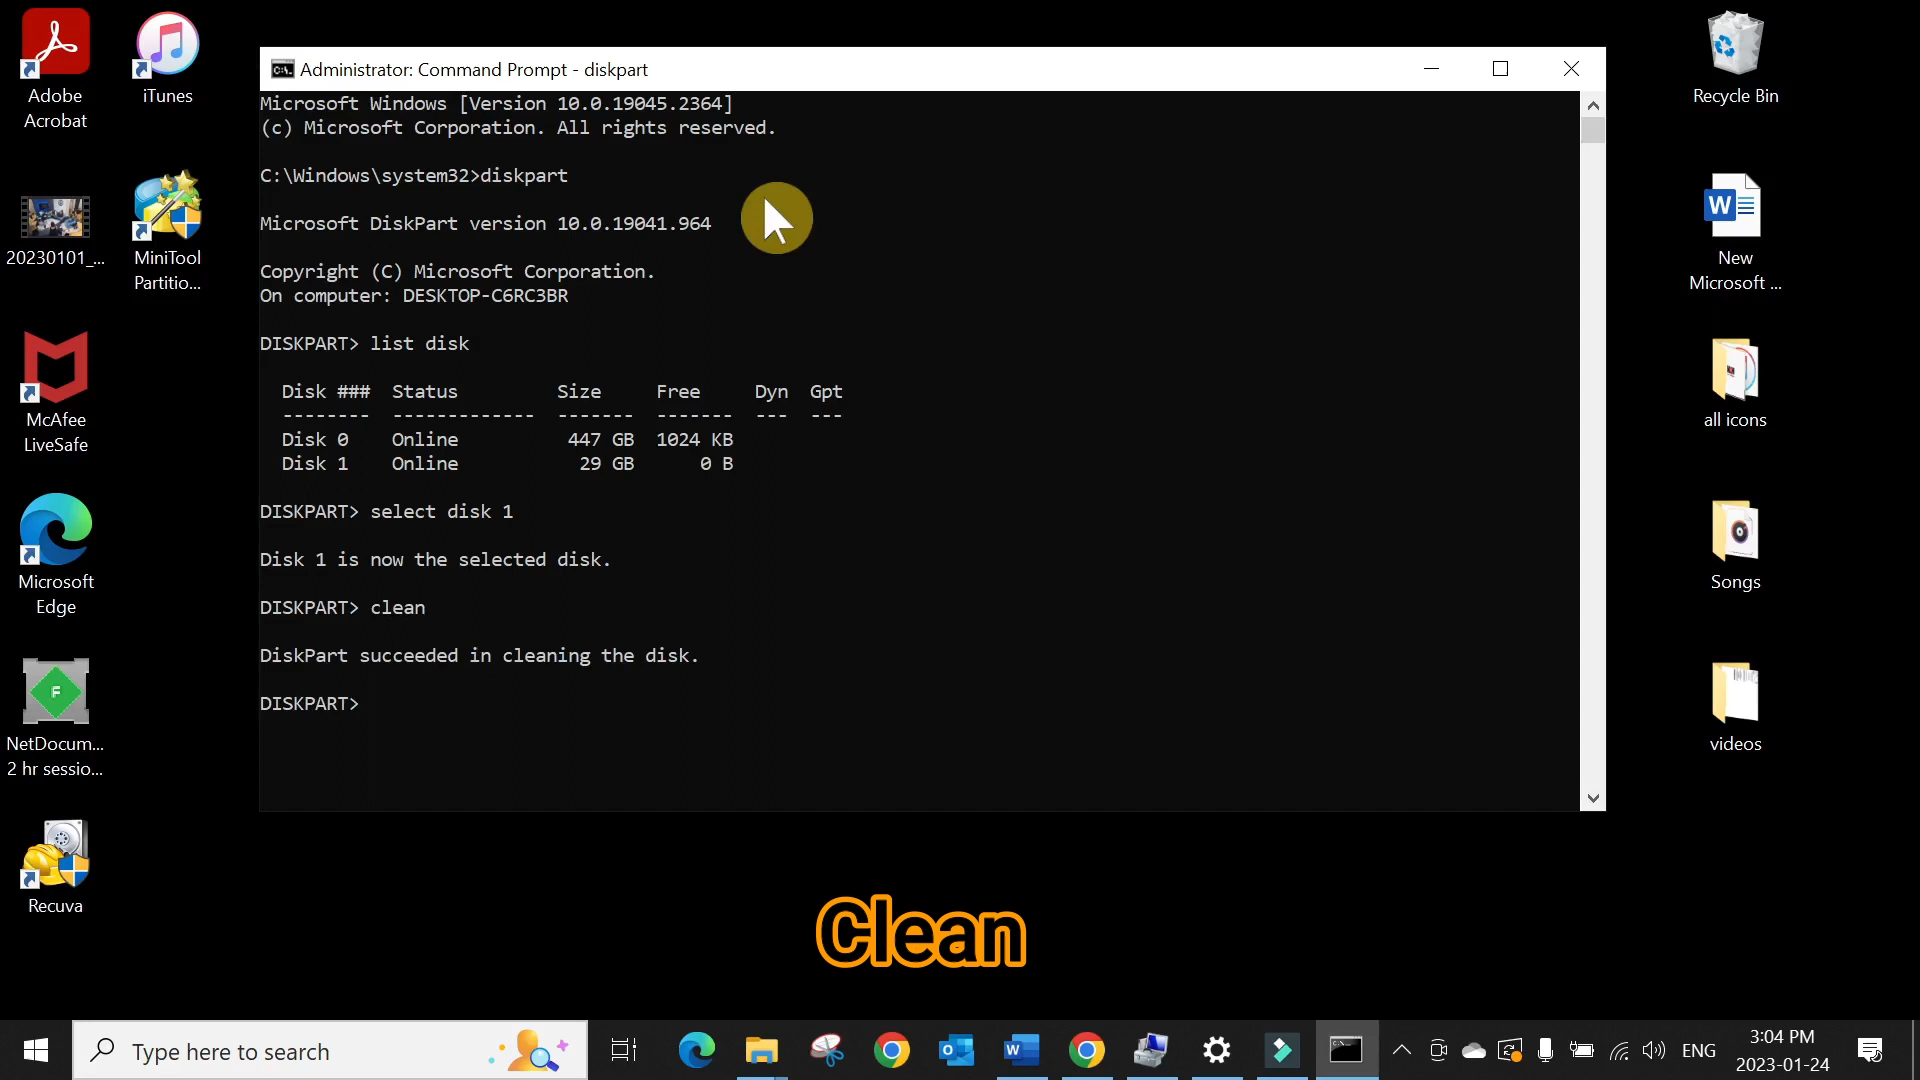 Adobe
Acrobat
iTunes
20230101_...
MiniTool
Partitio...
McAfee
LiveSafe
Microsoft
Edge
F
NetDocum...
2 hr sessio...
Recuva
C:\.
Administrator: Command Prompt - diskpart
Microsoft Windows [Version 10.0.19045.2364]
(c) Microsoft Corporation. All rights reserved.
C:\Windows\system32>diskpart
Microsoft DiskPart version 10.0.19041.964
Copyright (C) Microsoft Corporation.
On computer: DESKTOP-C6RC3BR
DISKPART> list disk
Disk ### Status Size Free Dyn Gpt
-------- ------------- ------- ------- --- ---
Disk 0 Online 447 GB 1024 KB
Disk 1 Online 29 GB 0 B
DISKPART> select disk 1
Disk 1 is now the selected disk.
DISKPART> clean
DiskPart succeeded in cleaning the disk.
DISKPART>
Recycle Bin
W
New
Microsoft ...
all icons
Songs
videos
Clean
Type here to search
ENG
3:04 PM
2023-01-24